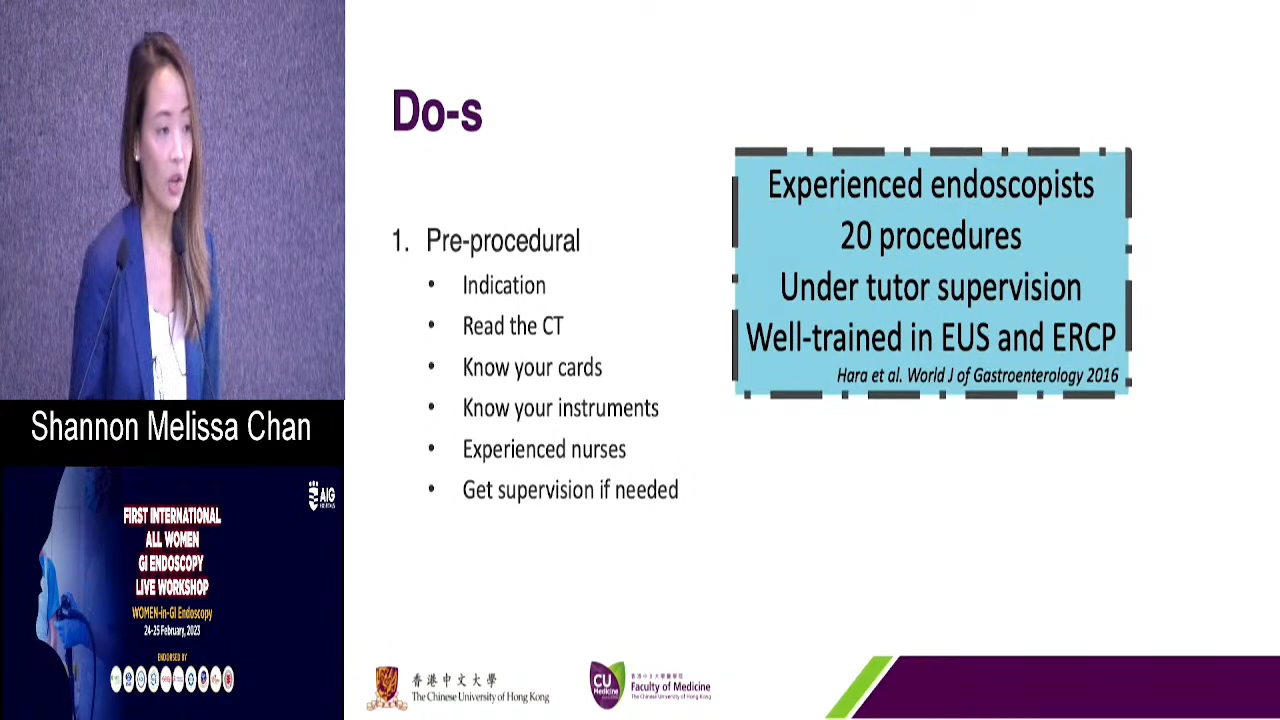 Do-s
1. Pre-procedural
• Indication
• Read the CT
• Know your cards
• Know your instruments
• Experienced nurses
• Get supervision if needed
Experienced endoscopists
20 procedures
Under tutor supervision
Well-trained in EUS and ERCP
Hara et al. World J of Gastroenterology 2016
Shannon Melissa Chan
AIG
HOSPITALS
FIRST INTERNATIONAL
ALL WOMEN
GI ENDOSCOPY
LIVE WORKSHOP
WOMEN-in-GI Endoscopy
24-25 February, 2023
ENDORSED BY
香港中文大學
The Chinese University of Hong Kong
CU
Medicine
香港中文大學醫學院
Faculty of Medicine
The Chinese University of Hong Kong